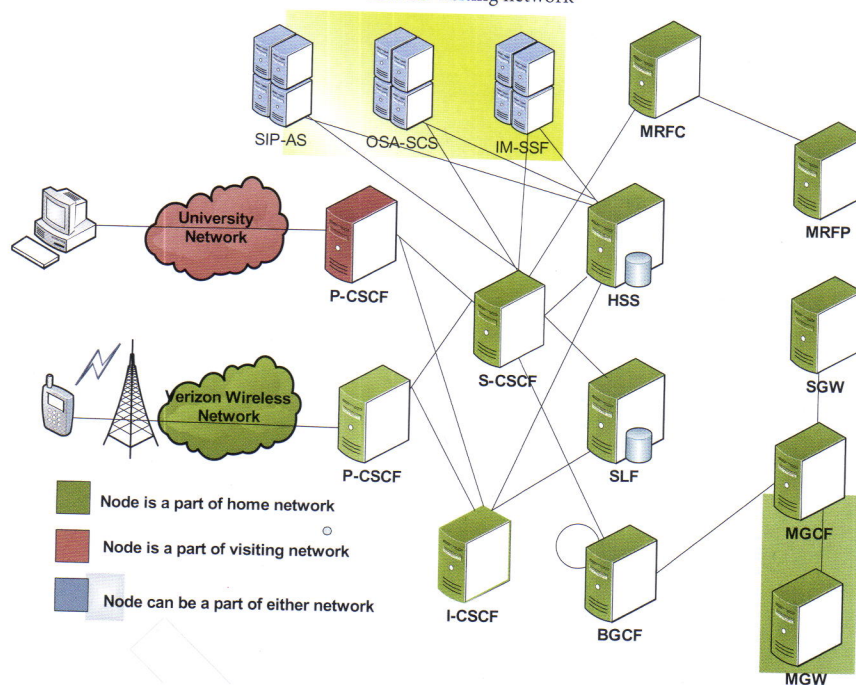 ting network
SIP-AS
OSA-SCS
IM-SSF
MRFC
MRFP
University
Network
P-CSCF
HSS
S-CSCF
SGW
Verizon Wireless
Network
P-CSCF
SLF
MGCF
Node is a part of home network
Node is a part of visiting network
Node can be a part of either network
I-CSCF
BGCF
MGW